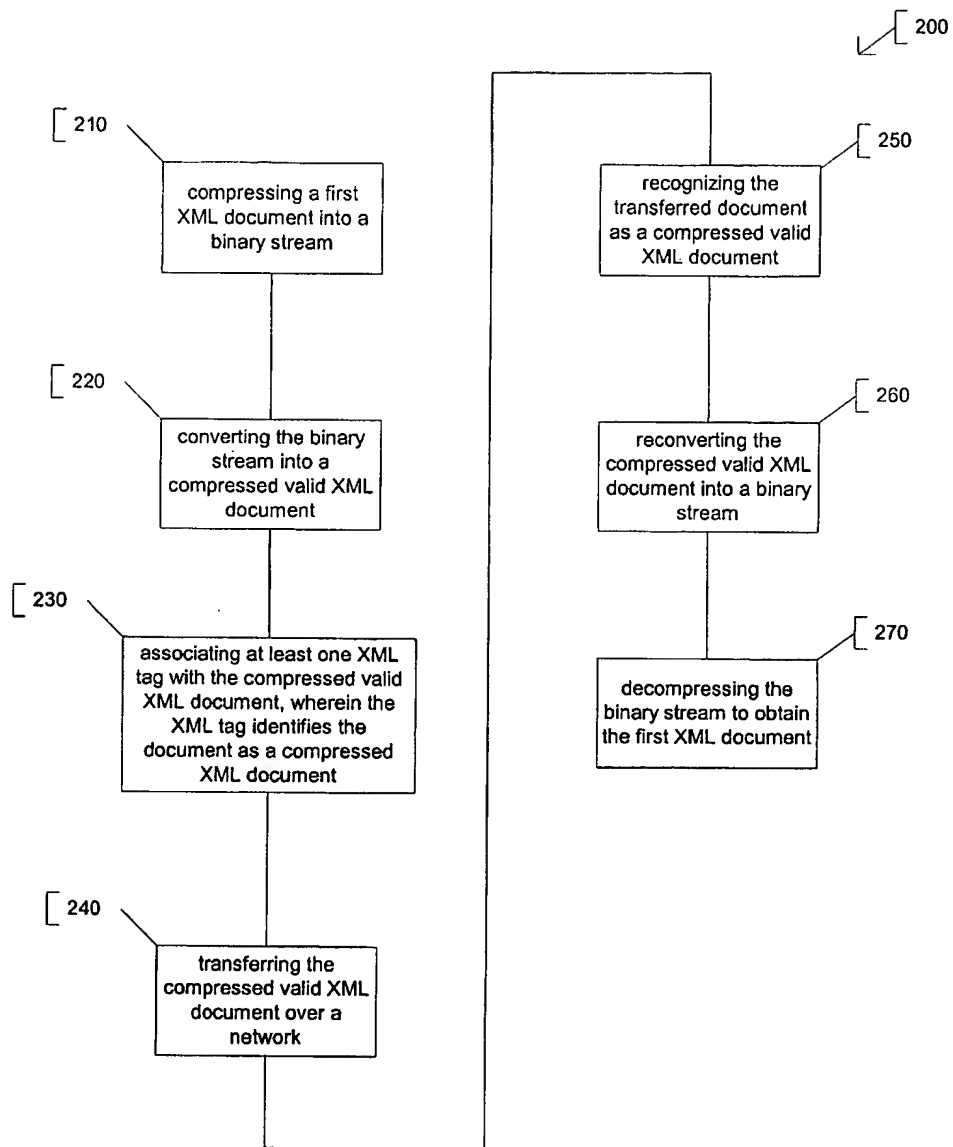 200
210
compressing a first
XML document into a
binary stream
220
converting the binary
stream into a
compressed valid XML
document
230
associating at least one XML
tag with the compressed valid
XML document, wherein the
XML tag identifies the
document as a compressed
XML document
240
transferring the
compressed valid XML
document over a
network
250
recognizing the
transferred document
as a compressed valid
XML document
260
reconverting the
compressed valid XML
document into a binary
stream
270
decompressing the
binary stream to obtain
the first XML document